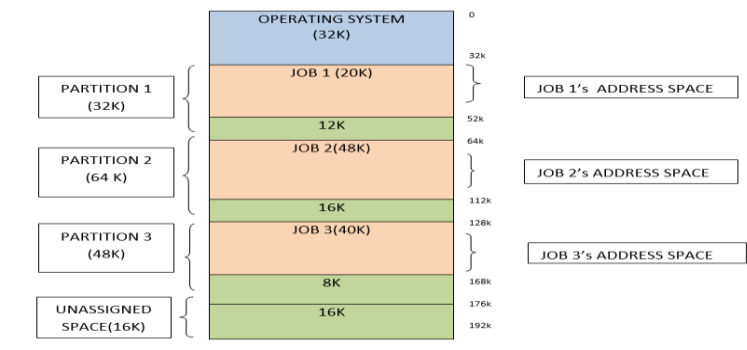 OPERATING SYSTEM
(32K)
0
32k
JOB 1 (20K)
PARTITION 1
(32K)
JOB 1's ADDRESS SPACE
52k
12K
64k
JOB 2(48K)
PARTITION 2
(64 K)
JOB 2's ADDRESS SPACE
112k
16K
128k
JOB 3(40K)
PARTITION 3
(48K)
JOB 3's ADDRESS SPACE
168k
8K
176k
UNASSIGNED
SPACE(16K)
16K
192k